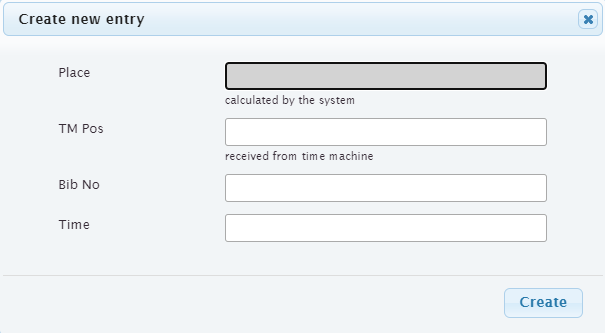 Create new entry
Place
calculated by the system
TM Pos
received from time machine
Bib No
Time
Create